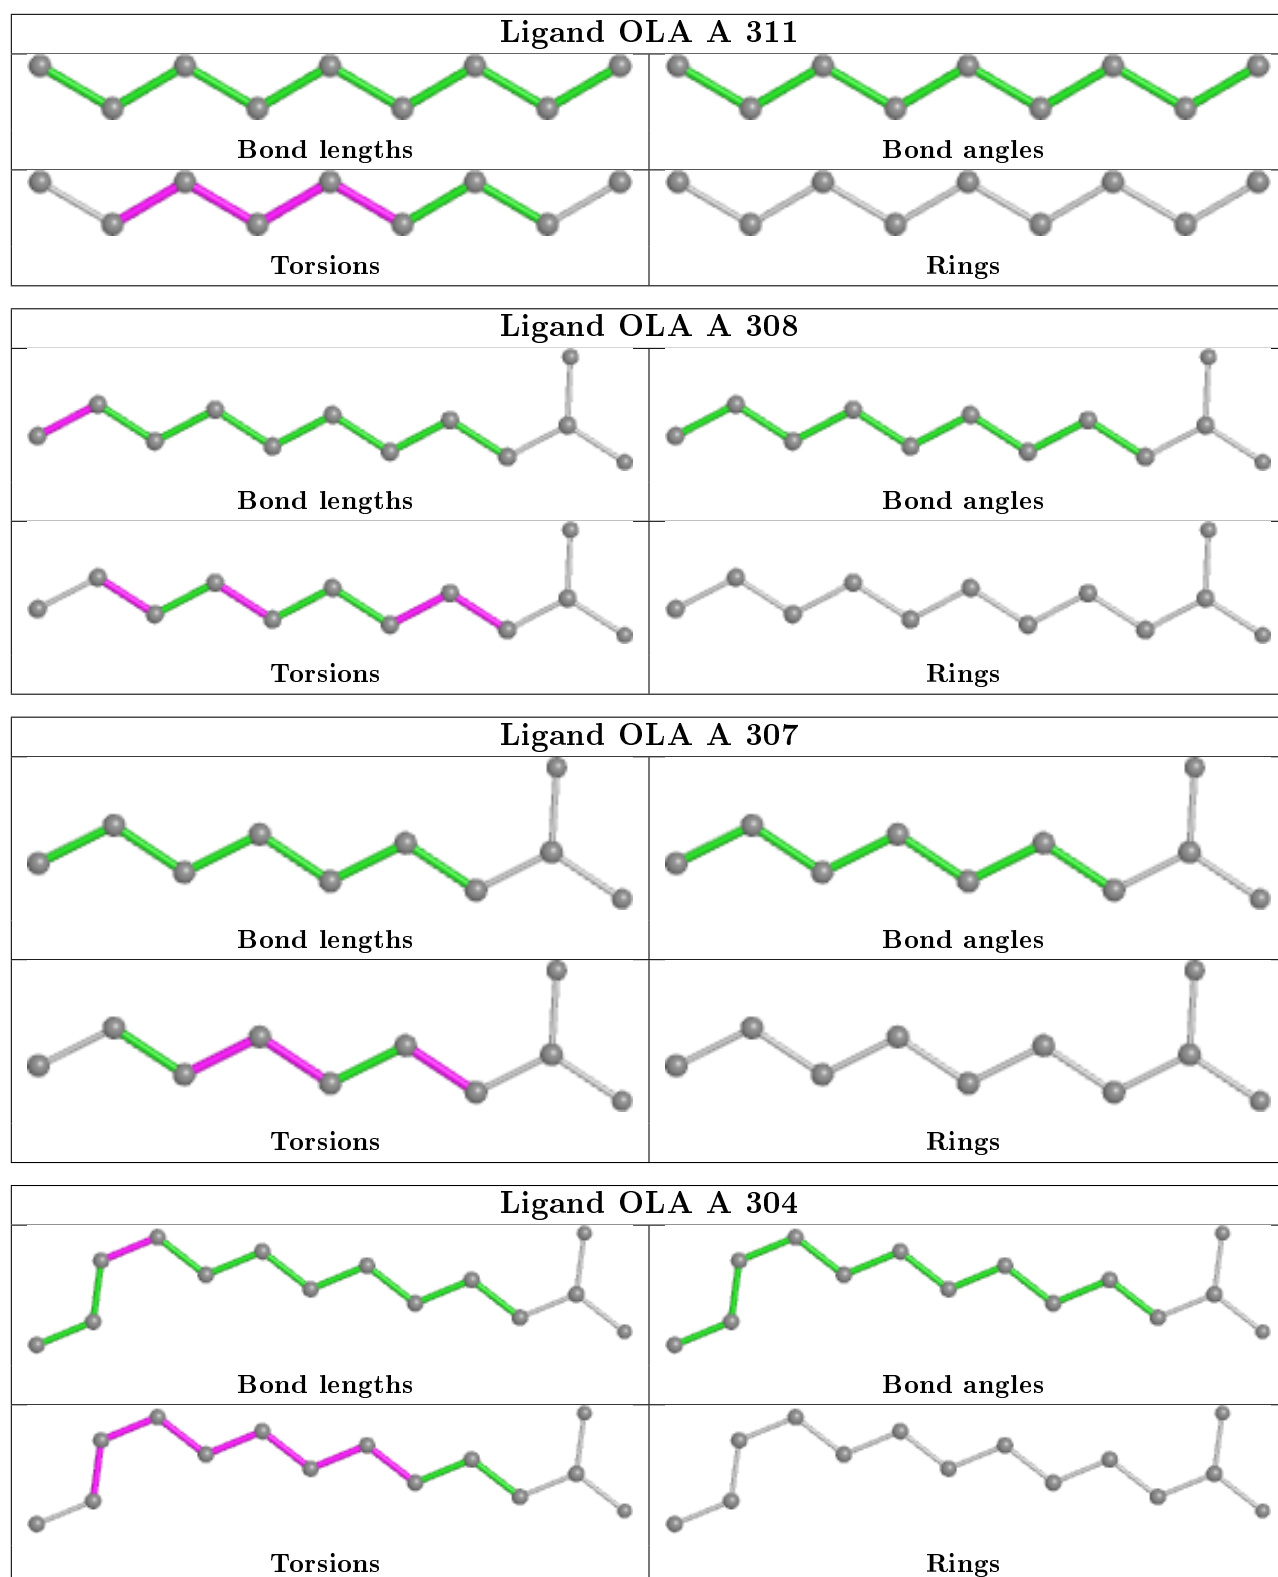 Ligand OLA A 311
Bond lengths
Bond angles
Torsions
Rings
Ligand OLA A 308
Bond lengths
Bond angles
Torsions
Rings
Ligand OLA A 307
Bond lengths
Bond angles
Torsions
Rings
Ligand OLA A 304
Bond lengths
Bond angles
Torsions
Rings